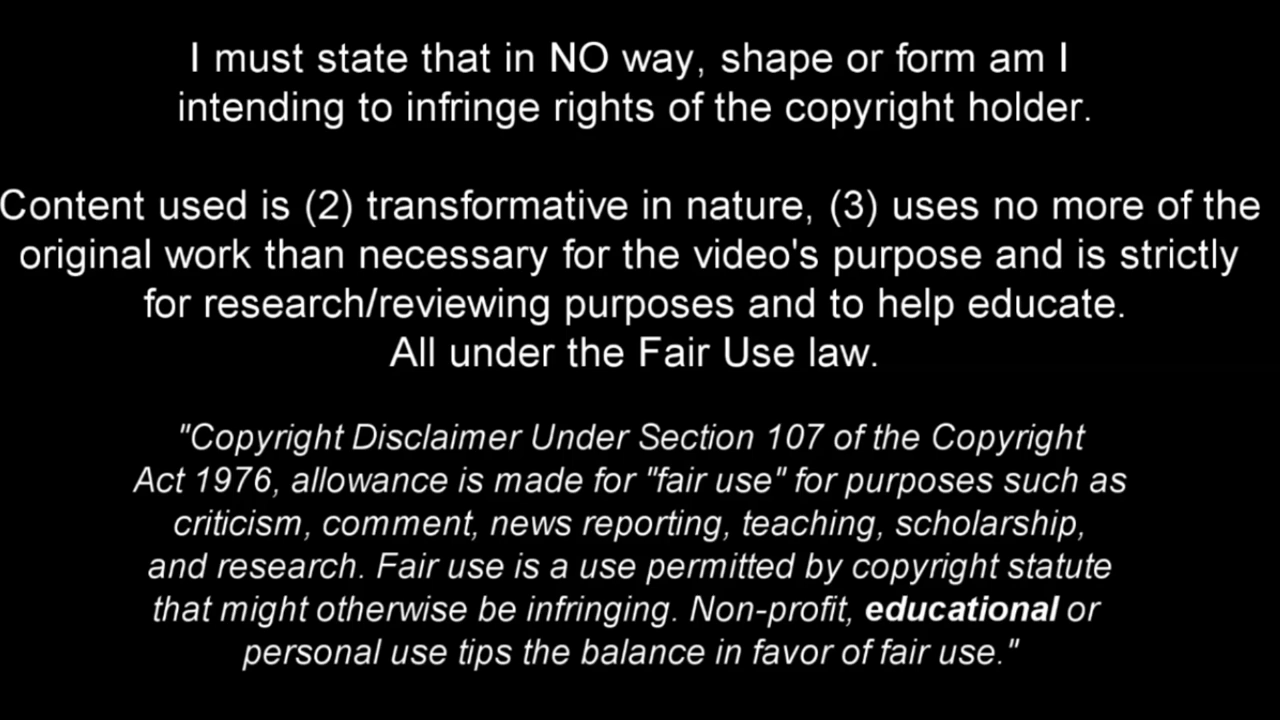 I must state that in NO way, shape or form am I
intending to infringe rights of the copyright holder.
Content used is (2) transformative in nature, (3) uses no more of the
original work than necessary for the video's purpose and is strictly
for research/reviewing purposes and to help educate.
All under the Fair Use law.
"Copyright Disclaimer Under Section 107 of the Copyright
Act 1976, allowance is made for "fair use" for purposes such as
criticism, comment, news reporting, teaching, scholarship,
and research. Fair use is a use permitted by copyright statute
that might otherwise be infringing. Non-profit, educational or
personal use tips the balance in favor of fair use."